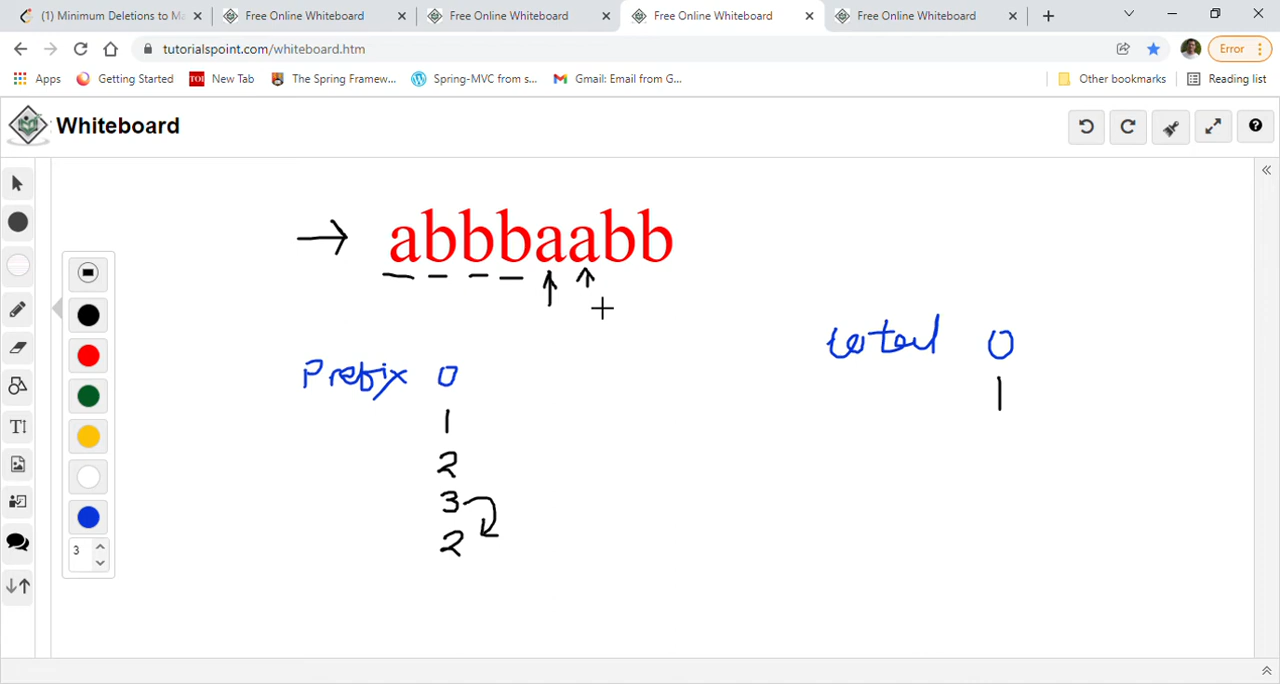 (1) Minimum Deletions to Ma
Free Online Whiteboard
Free Online Whiteboard
Free Online Whiteboard
Free Online Whiteboard
tutorialspoint.com/whiteboard.htm
Error
Apps
Getting Started
TOI New Tab
The Spring Framew...
Spring-MVC from s...
Gmail: Email from G...
Other bookmarks
Reading list
Whiteboard
→ abbbaabb
Prefix 0
1
2
3
2
total 0
1
3